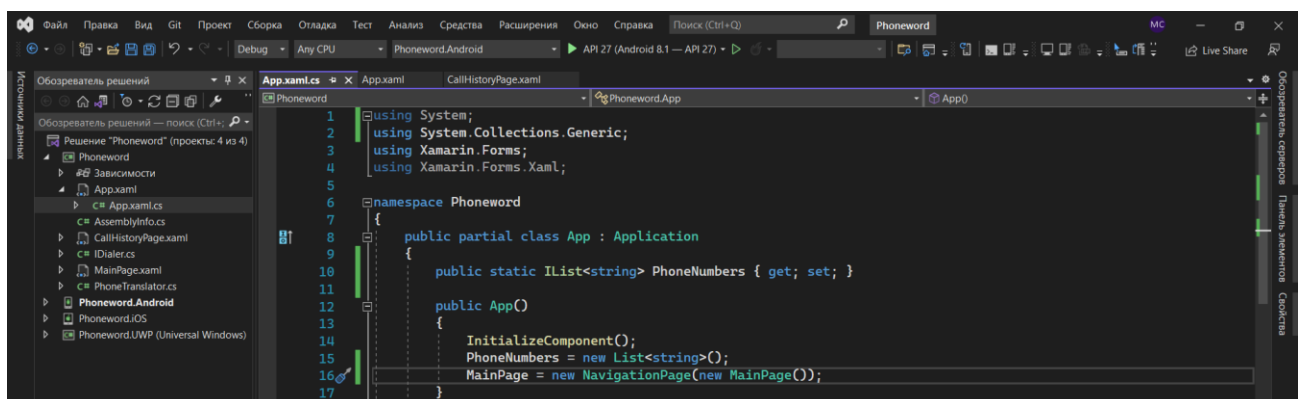 Файл Правка Вид Git Проект Сборка Отладка Тест Анализ Средства Расширения Окно Справка Поиск (Ctrl+Q) Phoneword МС
Debug Any CPU Phoneword.Android API 27 (Android 8.1 — API 27) Live Share
Источники данных
Обозреватель решений
Обозреватель решений — поиск (Ctrl+;
Решение "Phoneword" (проекты: 4 из 4)
Phoneword
Зависимости
App.xaml
C# App.xaml.cs
C# AssemblyInfo.cs
CallHistoryPage.xaml
C# IDialer.cs
MainPage.xaml
C# PhoneTranslator.cs
Phoneword.Android
Phoneword.iOS
Phoneword.UWP (Universal Windows)
App.xaml.cs App.xaml CallHistoryPage.xaml
Phoneword Phoneword.App App()
1 using System;
2 using System.Collections.Generic;
3 using Xamarin.Forms;
4 using Xamarin.Forms.Xaml;
5
6 namespace Phoneword
7 {
8 public partial class App : Application
9 {
10 public static IList<string> PhoneNumbers { get; set; }
11
12 public App()
13 {
14 InitializeComponent();
15 PhoneNumbers = new List<string>();
16 MainPage = new NavigationPage(new MainPage());
17 }
Обозреватель серверов
Панель элементов
Свойства